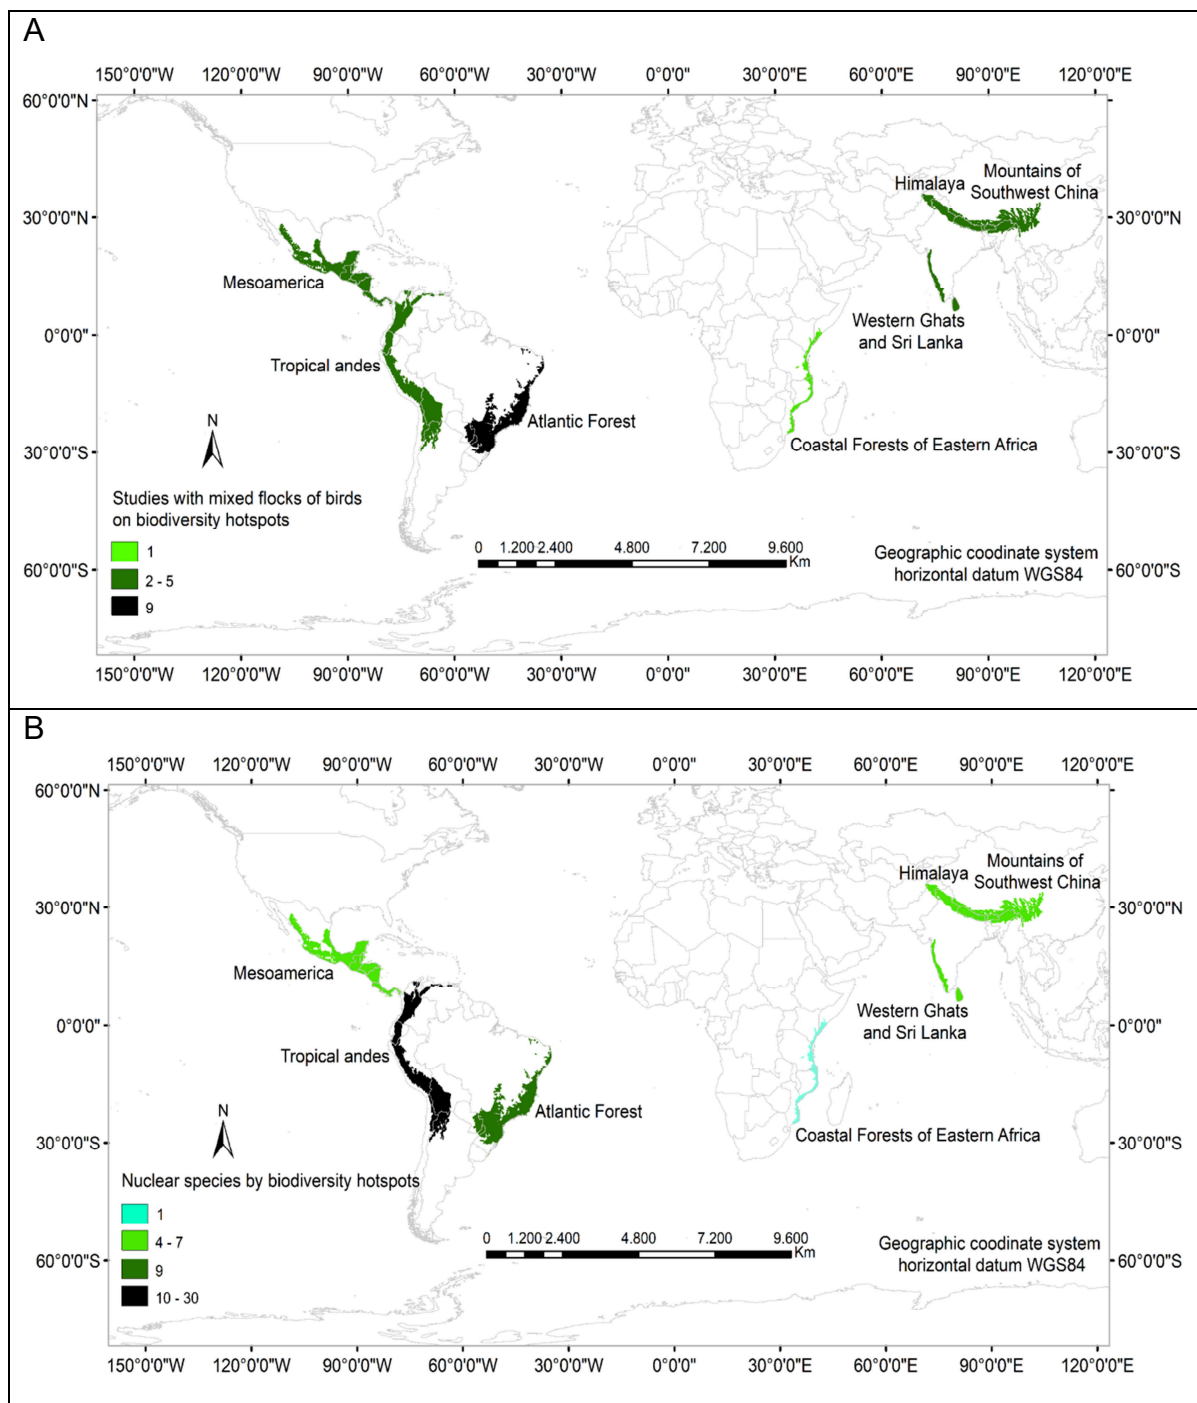 A
150°0'0"W 120°0'0"W 90°0'0"W 60°0'0"W 30°0'0"W 0°0'0" 30°0'0"E 60°0'0"E 90°0'0"E 120°0'0"E
60°0'0"N
Himalaya
Mountains of
Southwest China
30°0'0"N 30°0'0"N
Mesoamerica
Western Ghats
and Sri Lanka
0°0'0" 0°0'0"
Tropical andes
Atlantic Forest
Coastal Forests of Eastern Africa
N
30°0'0"S 30°0'0"S
Studies with mixed flocks of birds
on biodiversity hotspots
1
2 - 5
9
0 1.200 2.400 4.800 7.200 9.600
Km
Geographic coodinate system
horizontal datum WGS84
60°0'0"S 60°0'0"S
150°0'0"W 120°0'0"W 90°0'0"W 60°0'0"W 30°0'0"W 0°0'0" 30°0'0"E 60°0'0"E 90°0'0"E 120°0'0"E
B
150°0'0"W 120°0'0"W 90°0'0"W 60°0'0"W 30°0'0"W 0°0'0" 30°0'0"E 60°0'0"E 90°0'0"E 120°0'0"E
60°0'0"N
Himalaya
Mountains of
Southwest China
30°0'0"N 30°0'0"N
Mesoamerica
Western Ghats
and Sri Lanka
0°0'0" 0°0'0"
Tropical andes
Atlantic Forest
Coastal Forests of Eastern Africa
N
30°0'0"S 30°0'0"S
Nuclear species by biodiversity hotspots
1
4 - 7
9
10 - 30
0 1.200 2.400 4.800 7.200 9.600
Km
Geographic coodinate system
horizontal datum WGS84
60°0'0"S 60°0'0"S
150°0'0"W 120°0'0"W 90°0'0"W 60°0'0"W 30°0'0"W 0°0'0" 30°0'0"E 60°0'0"E 90°0'0"E 120°0'0"E